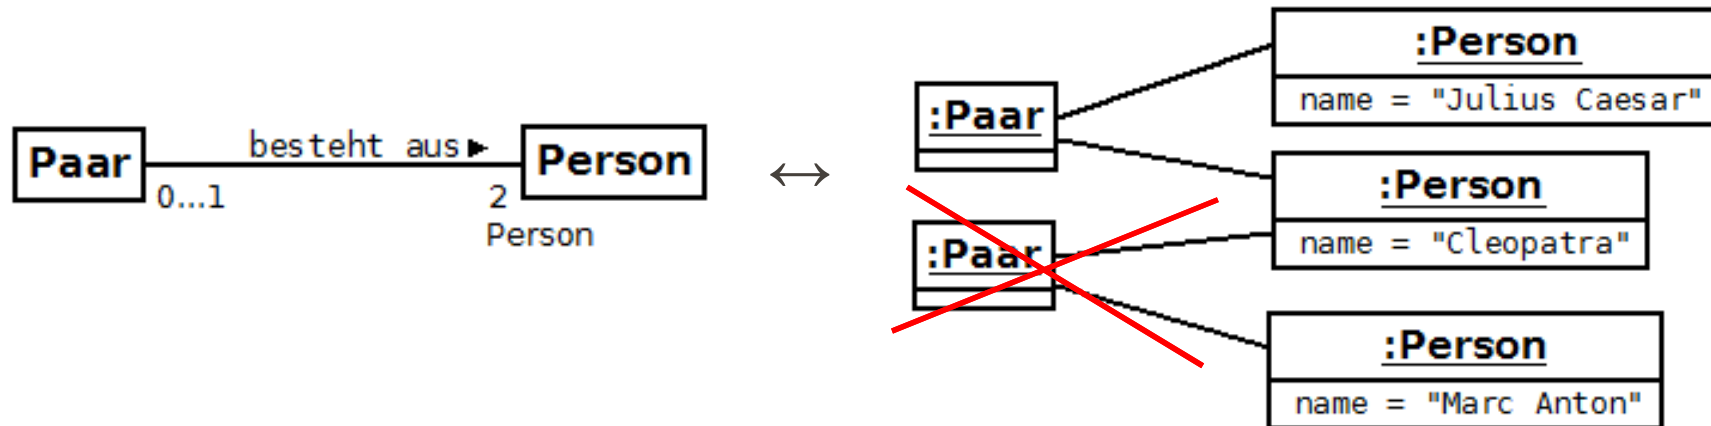 Paar
besteht aus►
0...1
2
Person
Person
↔
:Paar
:Paar
:Person
name = "Julius Caesar"
:Person
name = "Cleopatra"
:Person
name = "Marc Anton"